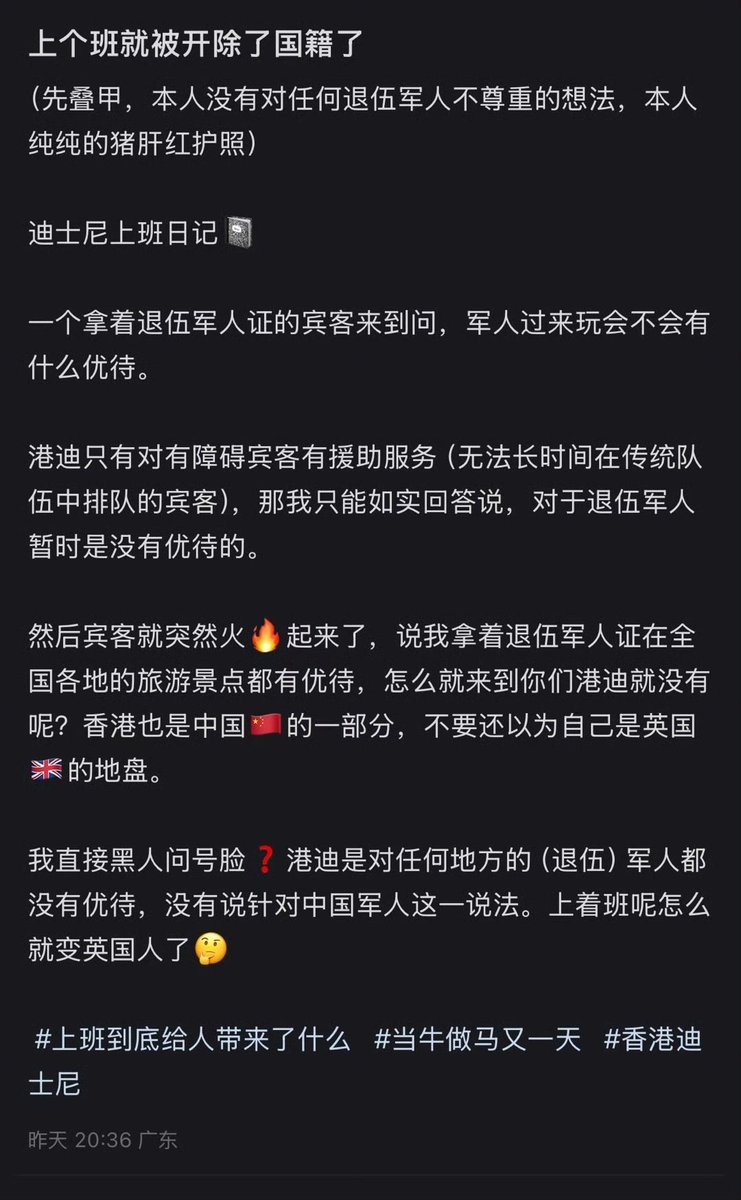 上个班就被开除了国籍了
(先叠甲，本人没有对任何退伍军人不尊重的想法，本人
纯纯的猪肝红护照)
迪士尼上班日记📓
一个拿着退伍军人证的宾客来到问，军人过来玩会不会有
什么优待。
港迪只有对有障碍宾客有援助服务 (无法长时间在传统队
伍中排队的宾客)，那我只能如实回答说，对于退伍军人
暂时是没有优待的。
然后宾客就突然火🔥起来了，说我拿着退伍军人证在全
国各地的旅游景点都有优待，怎么就来到你们港迪就没有
呢？香港也是中国🇨🇳的一部分，不要还以为自己是英国
🇬🇧的地盘。
我直接黑人问号脸❓港迪是对任何地方的 (退伍) 军人都
没有优待，没有说针对中国军人这一说法。上着班呢怎么
就变英国人了🤔
#上班到底给人带来了什么 #当牛做马又一天 #香港迪
士尼
昨天 20:36 广东